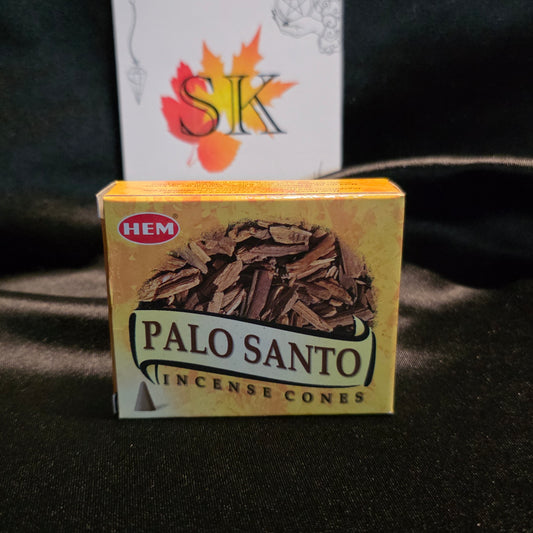 SK
HEM®
PALO SANTO
INCENSE CONES